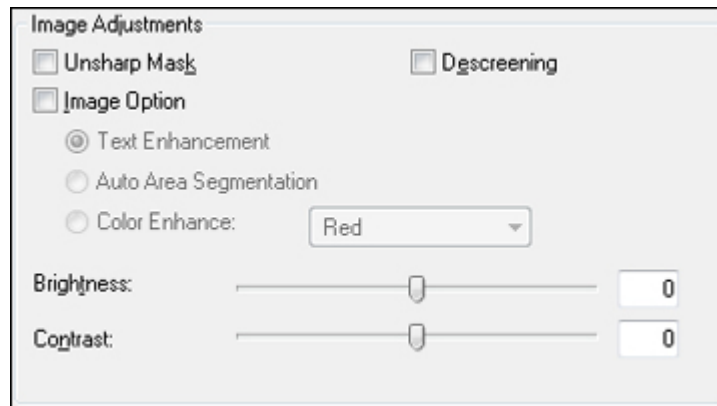 Image Adjustments
Unsharp Mask Descreening
Image Option
Text Enhancement
Auto Area Segmentation
Color Enhance: Red
Brightness: 0
Contrast: 0